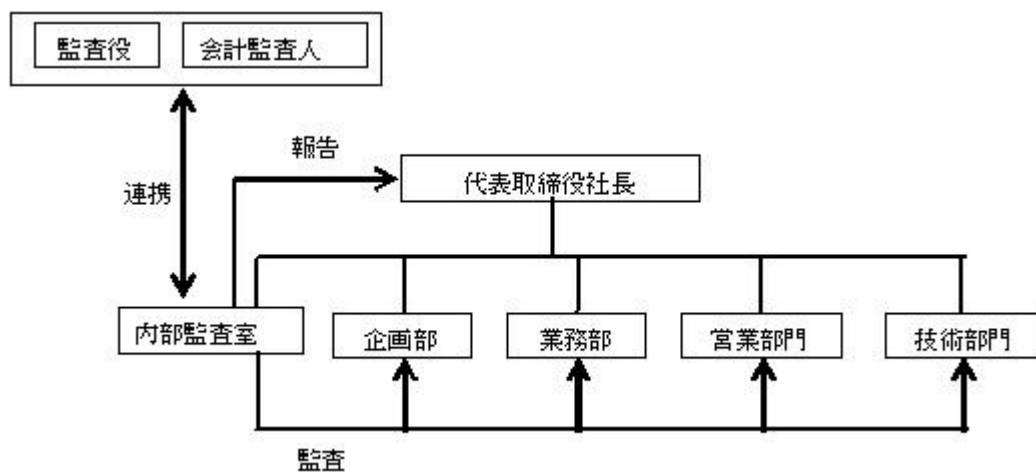 監査役 会計監査人
報告
代表取締役社長
連携
内部監査室 企画部 業務部 営業部門 技術部門
監査